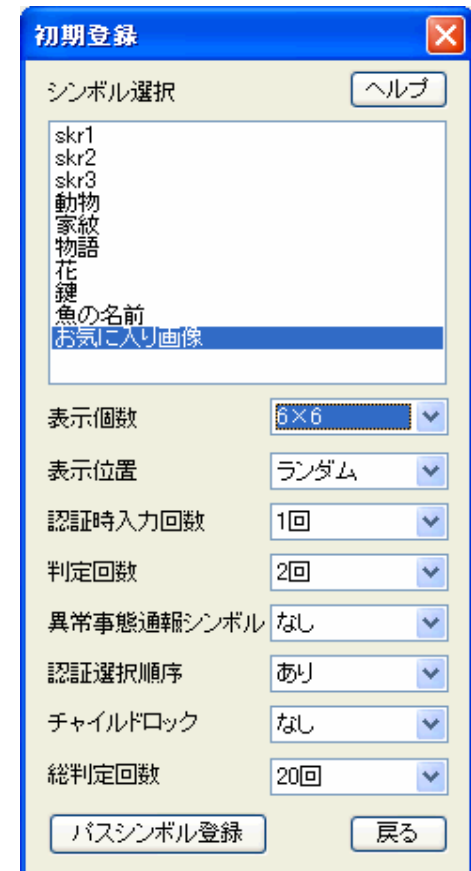 初期登録
シンボル選択 ヘルプ
skr1
skr2
skr3
動物
家紋
物語
花
鍵
魚の名前
お気に入り画像
表示個数 6×6
表示位置 ランダム
認証時入力回数 1回
判定回数 2回
異常事態通報シンボル なし
認証選択順序 あり
チャイルドロック なし
総判定回数 20回
パスシンボル登録 戻る